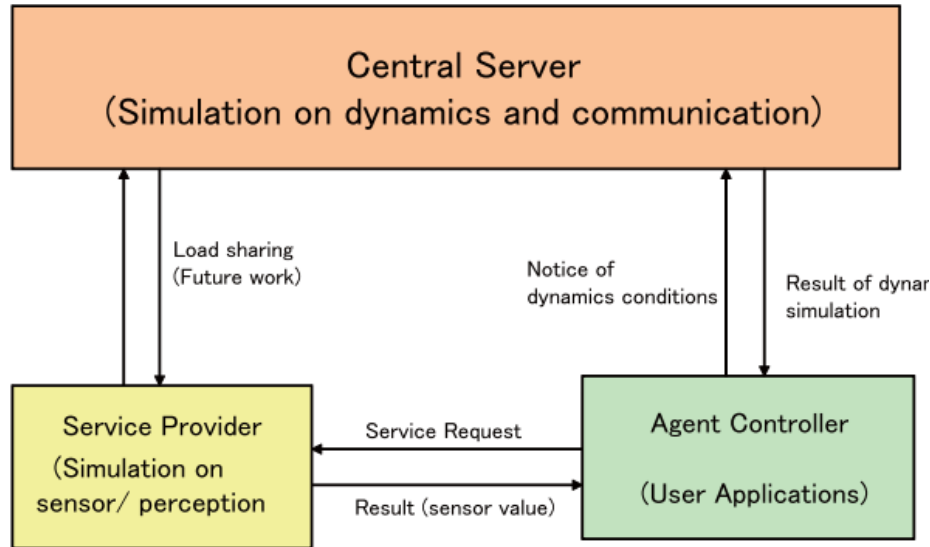 Central Server
(Simulation on dynamics and communication)
Load sharing
(Future work)
Notice of
dynamics conditions
Result of
simulation
Service Provider
(Simulation on
sensor/ perception
Service Request
Result (sensor value)
Agent Controller
(User Applications)